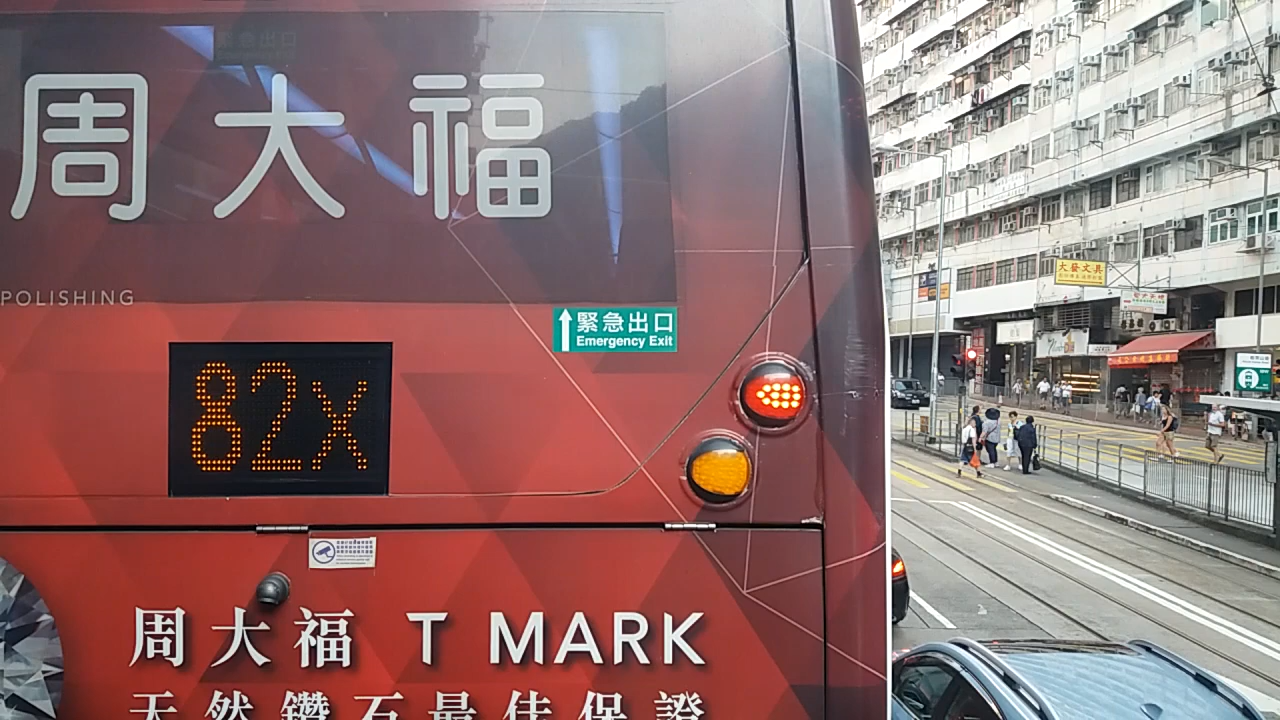 周大福
POLISHING
緊急出口
Emergency Exit
82X
周大福 T MARK
天然鑽石最佳保證
大發文具